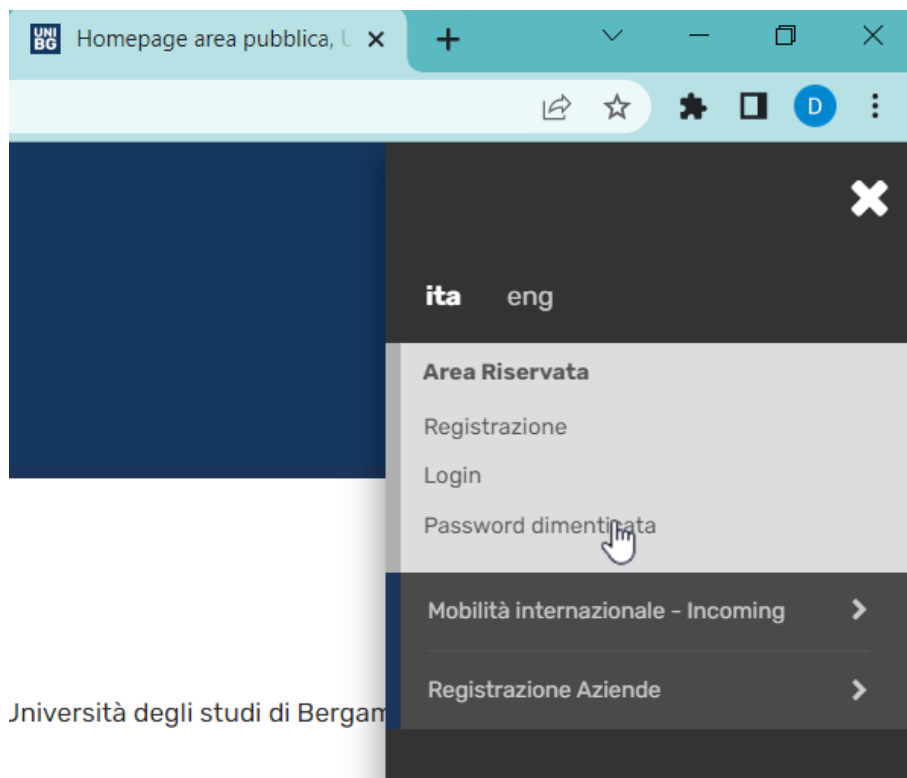 UNI
BG
Homepage area pubblica, U
D
ita eng
Area Riservata
Registrazione
Login
Password dimenticata
Mobilità internazionale - Incoming
Registrazione Aziende
Università degli studi di Bergam